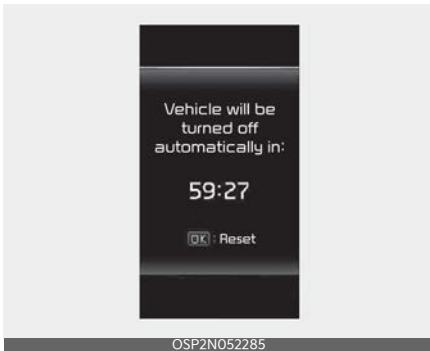 Vehicle will be
turned off
automatically in:
59:27
OK : Reset
OSP2N052285